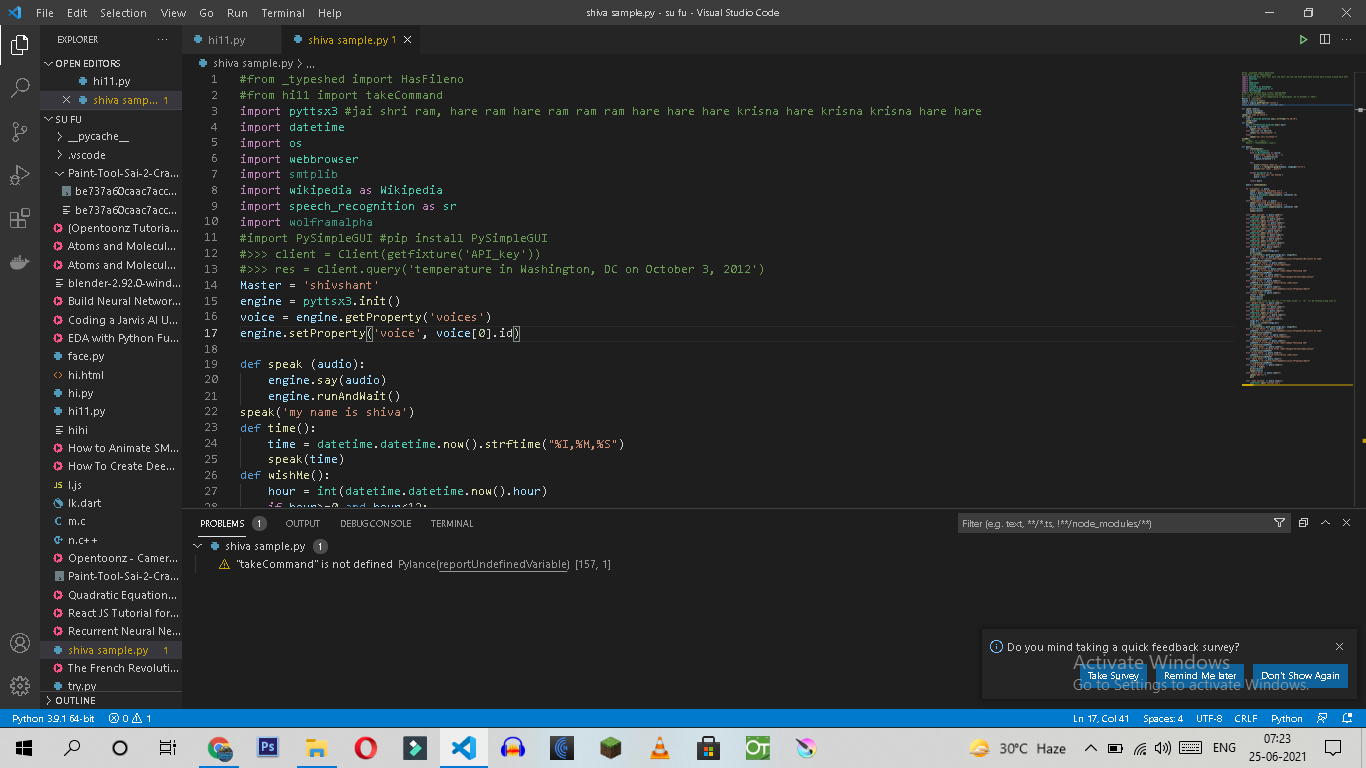 File Edit Selection View Go Run Terminal Help
shiva sample.py - su fu - Visual Studio Code
EXPLORER
OPEN EDITORS
hi11.py
shiva samp... 1
SU FU
__pycache__
.vscode
Paint-Tool-Sai-2-Cra...
be737a60caac7acc...
be737a60caac7acc...
(Opentoonz Tutoria...
Atoms and Molecul...
Atoms and Molecul...
blender-2.92.0-wind...
Build Neural Networ...
Coding a Jarvis AI U...
EDA with Python Fu...
face.py
hi.html
hi.py
hi11.py
hihi
How to Animate SM...
How To Create Dee...
l.js
lk.dart
m.c
n.c++
Opentoonz - Camer...
Paint-Tool-Sai-2-Cra...
Quadratic Equation...
React JS Tutorial for...
Recurrent Neural Ne...
shiva sample.py 1
The French Revoluti...
try.py
OUTLINE
hi11.py
shiva sample.py 1
shiva sample.py > ...
1 #from _typeshed import HasFileno
2 #from hi11 import takeCommand
3 import pyttsx3 #jai shri ram, hare ram hare ram ram ram hare hare hare krisna hare krisna krisna hare hare
4 import datetime
5 import os
6 import webbrowser
7 import smtplib
8 import wikipedia as Wikipedia
9 import speech_recognition as sr
10 import wolframalpha
11 #import PySimpleGUI #pip install PySimpleGUI
12 #>>> client = Client(getfixture('API_key'))
13 #>>> res = client.query('temperature in Washington, DC on October 3, 2012')
14 Master = 'shivshant'
15 engine = pyttsx3.init()
16 voice = engine.getProperty('voices')
17 engine.setProperty('voice', voice[0].id)
18
19 def speak (audio):
20 engine.say(audio)
21 engine.runAndWait()
22 speak('my name is shiva')
23 def time():
24 time = datetime.datetime.now().strftime("%I,%M,%S")
25 speak(time)
26 def wishMe():
27 hour = int(datetime.datetime.now().hour)
28 if hour>=0 and hour<12:
PROBLEMS 1 OUTPUT DEBUG CONSOLE TERMINAL
Filter (e.g. text, **/*.ts, !**/node_modules/**)
shiva sample.py 1
"takeCommand" is not defined Pylance(reportUndefinedVariable) [157, 1]
Do you mind taking a quick feedback survey?
Take Survey Remind Me later Don't Show Again
Activate Windows
Go to Settings to activate Windows.
Python 3.9.1 64-bit 0 1
Ln 17, Col 41 Spaces: 4 UTF-8 CRLF Python
Ps
OT
30°C Haze
ENG
07:23
25-06-2021